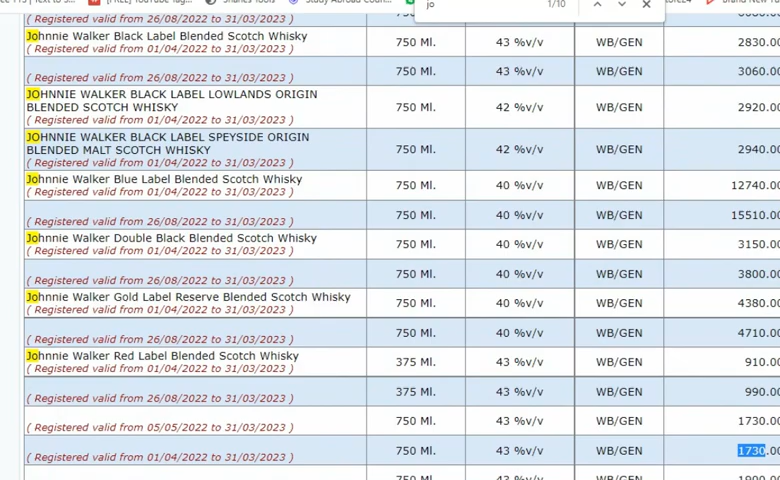 jo 1/10
( Registered valid from 26/08/2022 to 31/03/2023 )
Johnnie Walker Black Label Blended Scotch Whisky
( Registered valid from 01/04/2022 to 31/03/2023 ) 750 Ml. 43 %v/v WB/GEN 2830.00
( Registered valid from 26/08/2022 to 31/03/2023 ) 750 Ml. 43 %v/v WB/GEN 3060.00
JOHNNIE WALKER BLACK LABEL LOWLANDS ORIGIN
BLENDED SCOTCH WHISKY 750 Ml. 42 %v/v WB/GEN 2920.00
( Registered valid from 01/04/2022 to 31/03/2023 )
JOHNNIE WALKER BLACK LABEL SPEYSIDE ORIGIN
BLENDED MALT SCOTCH WHISKY 750 Ml. 42 %v/v WB/GEN 2940.00
( Registered valid from 01/04/2022 to 31/03/2023 )
Johnnie Walker Blue Label Blended Scotch Whisky
( Registered valid from 01/04/2022 to 31/03/2023 ) 750 Ml. 40 %v/v WB/GEN 12740.00
( Registered valid from 26/08/2022 to 31/03/2023 ) 750 Ml. 40 %v/v WB/GEN 15510.00
Johnnie Walker Double Black Blended Scotch Whisky
( Registered valid from 01/04/2022 to 31/03/2023 ) 750 Ml. 40 %v/v WB/GEN 3150.00
( Registered valid from 26/08/2022 to 31/03/2023 ) 750 Ml. 40 %v/v WB/GEN 3800.00
Johnnie Walker Gold Label Reserve Blended Scotch Whisky
( Registered valid from 01/04/2022 to 31/03/2023 ) 750 Ml. 40 %v/v WB/GEN 4380.00
( Registered valid from 26/08/2022 to 31/03/2023 ) 750 Ml. 40 %v/v WB/GEN 4710.00
Johnnie Walker Red Label Blended Scotch Whisky
( Registered valid from 01/04/2022 to 31/03/2023 ) 375 Ml. 43 %v/v WB/GEN 910.00
( Registered valid from 26/08/2022 to 31/03/2023 ) 375 Ml. 43 %v/v WB/GEN 990.00
( Registered valid from 05/05/2022 to 31/03/2023 ) 750 Ml. 43 %v/v WB/GEN 1730.00
( Registered valid from 01/04/2022 to 31/03/2023 ) 750 Ml. 43 %v/v WB/GEN 1730.00